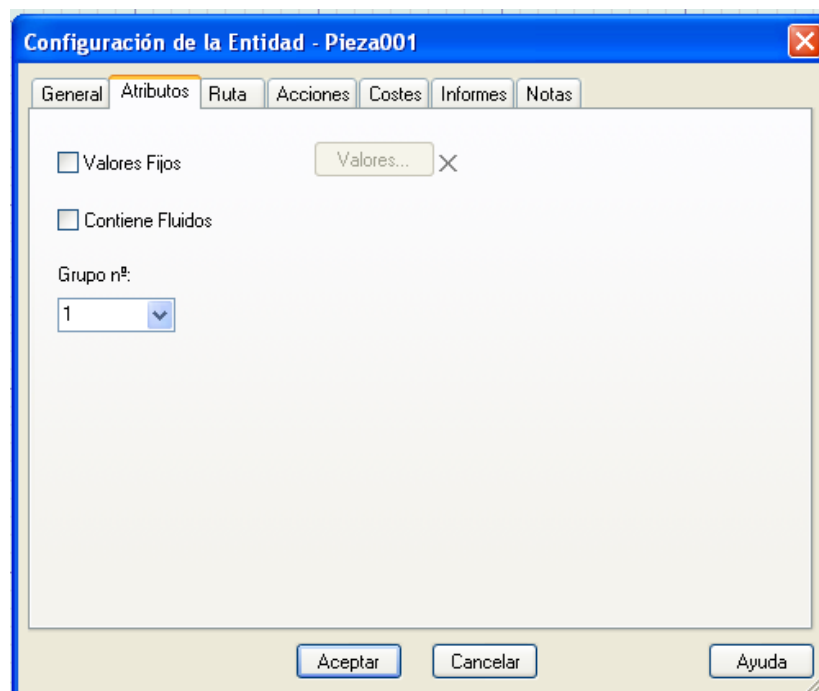 Configuración de la Entidad - Pieza001
General Atributos Ruta Acciones Costes Informes Notas
Valores Fijos Valores...
Contiene Fluidos
Grupo nº:
1
Aceptar Cancelar Ayuda